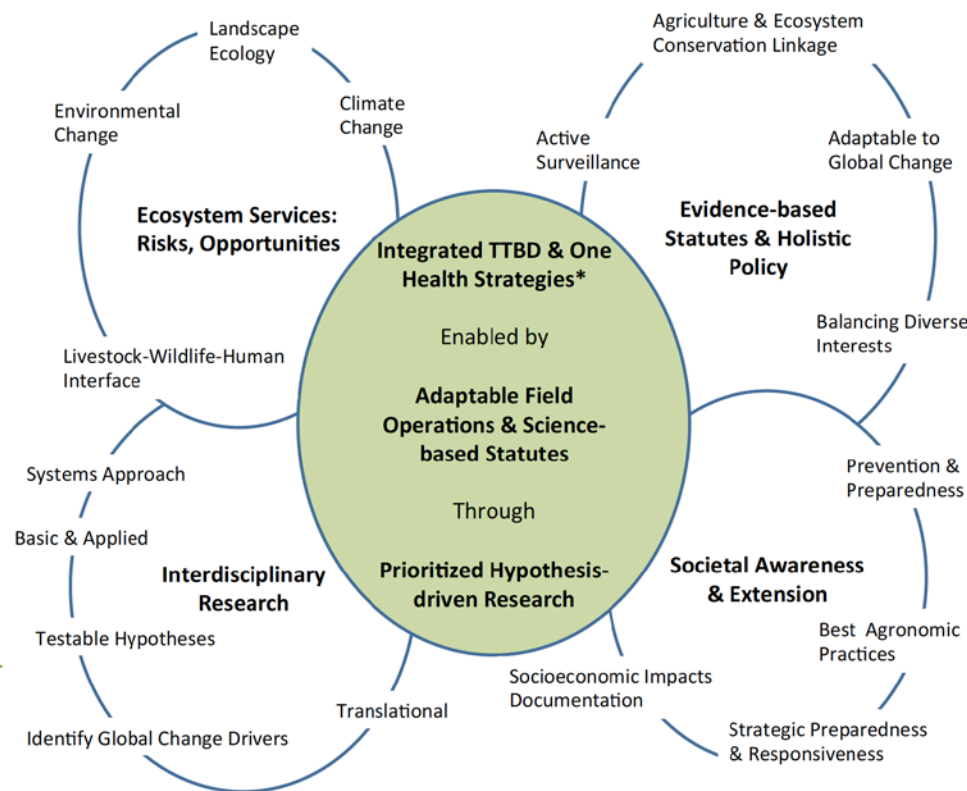 Landscape
Ecology
Environmental
Change
Climate
Change
Ecosystem Services:
Risks, Opportunities
Livestock-Wildlife-Human
Interface
Agriculture & Ecosystem
Conservation Linkage
Active
Surveillance
Adaptable to
Global Change
Evidence-based
Statutes & Holistic
Policy
Balancing Diverse
Interests
Integrated TTBD & One
Health Strategies*
Enabled by
Adaptable Field
Operations & Science-
based Statutes
Through
Prioritized Hypothesis-
driven Research
Systems Approach
Basic & Applied
Interdisciplinary
Research
Testable Hypotheses
Identify Global Change Drivers
Translational
Prevention &
Preparedness
Societal Awareness
& Extension
Best Agronomic
Practices
Socioeconomic Impacts
Documentation
Strategic Preparedness
& Responsiveness